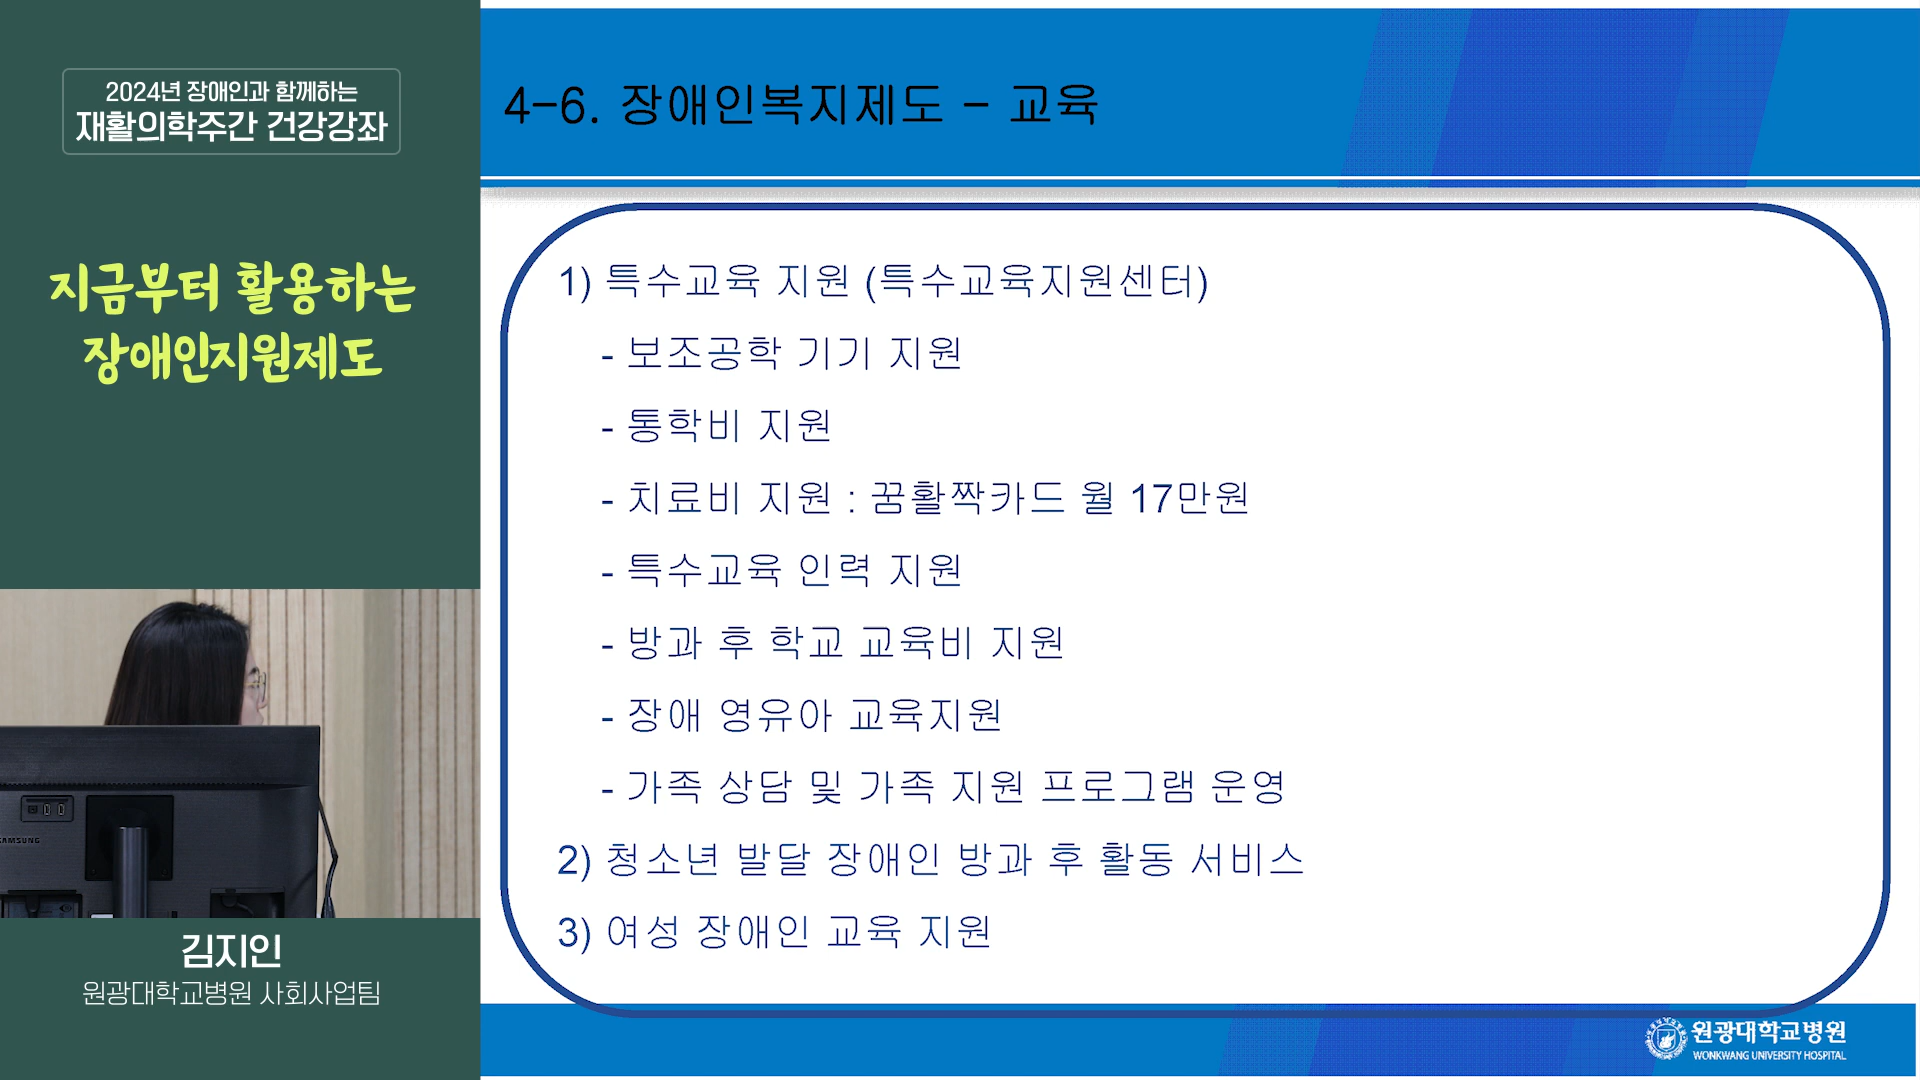 2024년 장애인과 함께하는
재활의학주간 건강강좌
지금부터 활용하는
장애인지원제도
SAMSUNG
김지인
원광대학교병원 사회사업팀
4-6. 장애인복지제도 - 교육
1) 특수교육 지원 (특수교육지원센터)
- 보조공학 기기 지원
- 통학비 지원
- 치료비 지원 : 꿈활짝카드 월 17만원
- 특수교육 인력 지원
- 방과 후 학교 교육비 지원
- 장애 영유아 교육지원
- 가족 상담 및 가족 지원 프로그램 운영
2) 청소년 발달 장애인 방과 후 활동 서비스
3) 여성 장애인 교육 지원
원광대학교병원
WONKWANG UNIVERSITY HOSPITAL